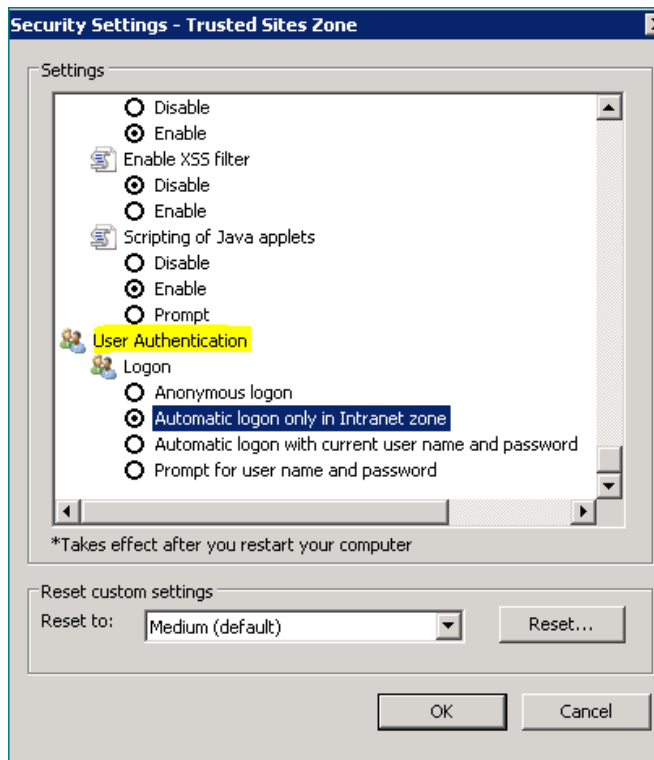 Security Settings - Trusted Sites Zone
Settings
Disable
Enable
Enable XSS filter
Disable
Enable
Scripting of Java applets
Disable
Enable
Prompt
User Authentication
Logon
Anonymous logon
Automatic logon only in Intranet zone
Automatic logon with current user name and password
Prompt for user name and password
*Takes effect after you restart your computer
Reset custom settings
Reset to:
Medium (default)
Reset...
OK
Cancel